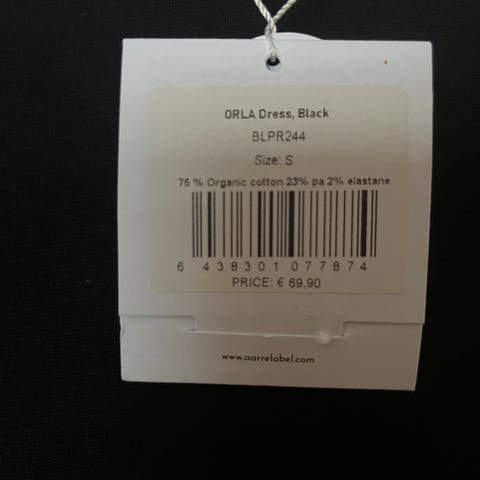 ORLA Dress, Black
BLPR244
Size: S
75 % Organic cotton 23% pa 2% elastane
6 438301 077874
PRICE: € 69,90
www.aarrelabel.com